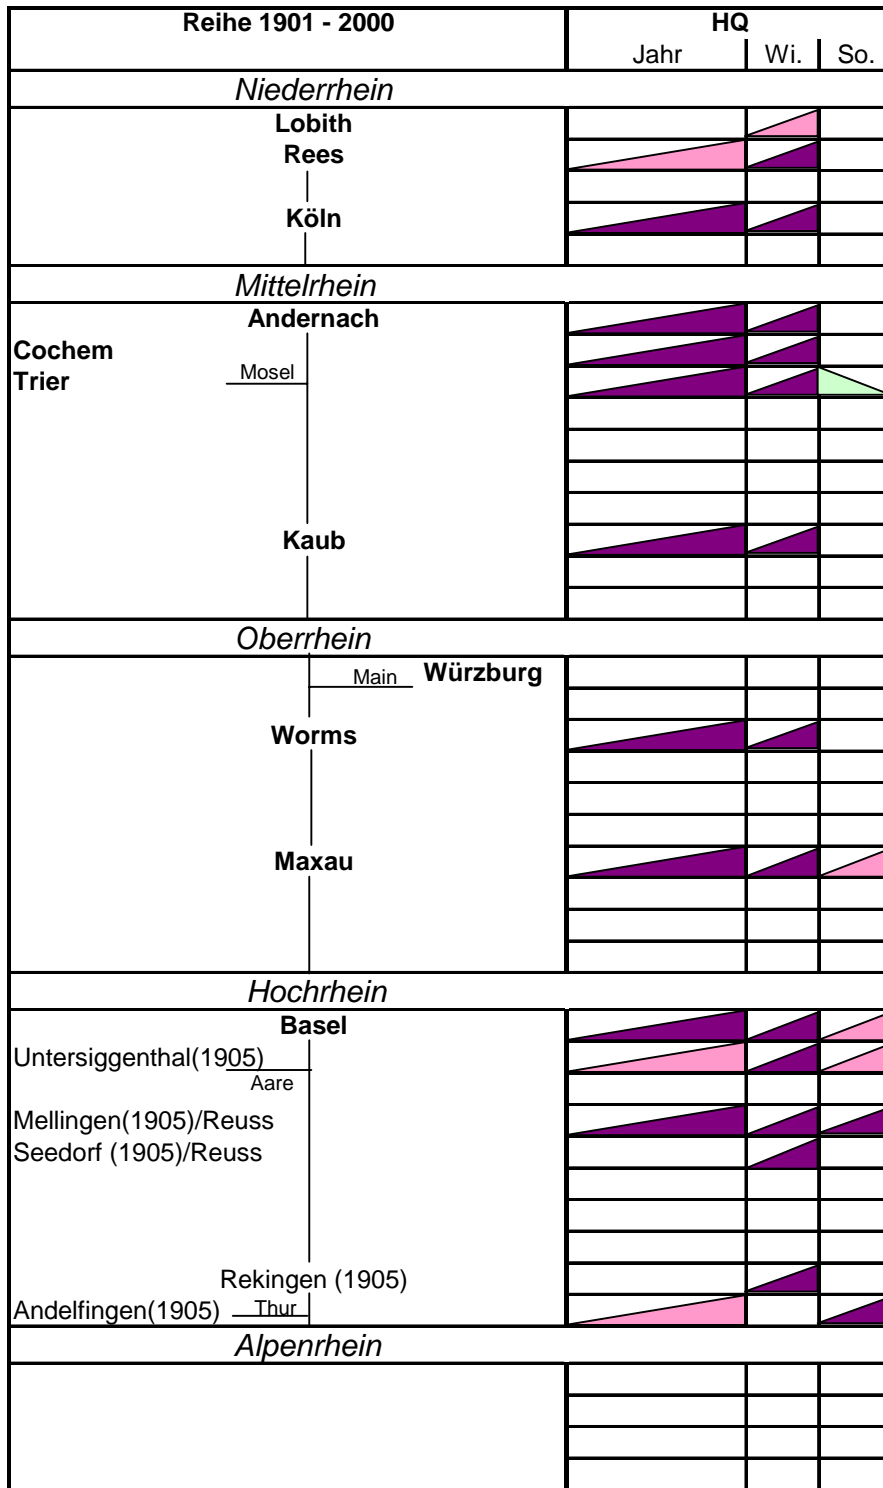 Reihe 1901 - 2000 HQ
Jahr Wi. So.
Niederrhein
Lobith
Rees
Köln
Mittelrhein
Andernach
Cochem
Trier Mosel
Kaub
Oberrhein
Main Würzburg
Worms
Maxau
Hochrhein
Basel
Untersiggenthal(1905)
Aare
Mellingen(1905)/Reuss
Seedorf (1905)/Reuss
Rekingen (1905)
Andelfingen(1905) Thur
Alpenrhein